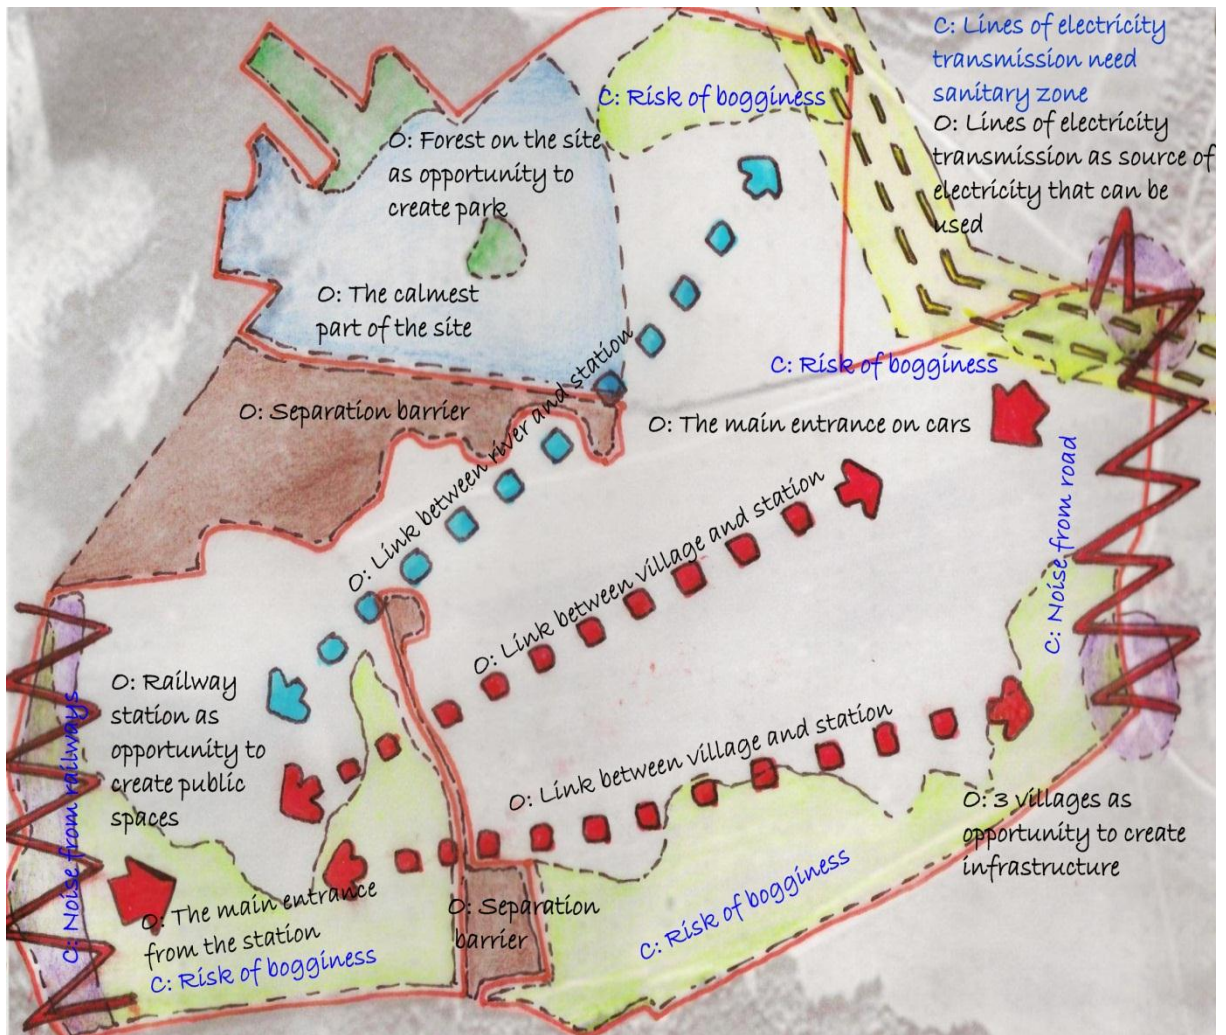 C: Lines of electricity
transmission need
sanitary zone
O: Lines of electricity
transmission as source of
electricity that can be
used
C: Risk of bogginess
O: Forest on the site
as opportunity to
create park
O: The calmest
part of the site
C: Risk of bogginess
O: Separation barrier
O: The main entrance on cars
O: Link between river and station
O: Link between village and station
C: Noise from road
O: Railway
station as
opportunity to
create public
spaces
C: Noise from railways
O: Link between village and station
O: 3 villages as
opportunity to create
infrastructure
O: The main entrance
from the station
C: Risk of bogginess
O: Separation
barrier
C: Risk of bogginess